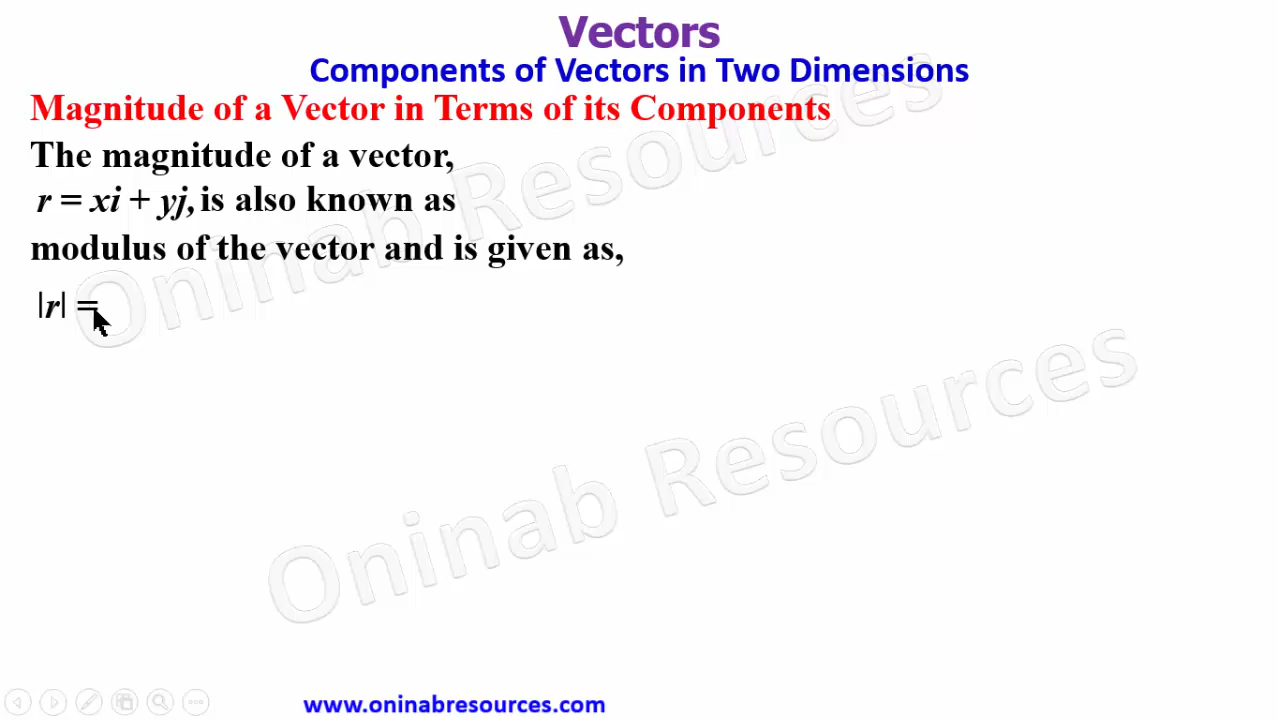 Vectors
Components of Vectors in Two Dimensions
Magnitude of a Vector in Terms of its Components
The magnitude of a vector,
r = xi + yj, is also known as
modulus of the vector and is given as,
|r| =
Oninab Resources
Oninab Resources
www.oninabresources.com